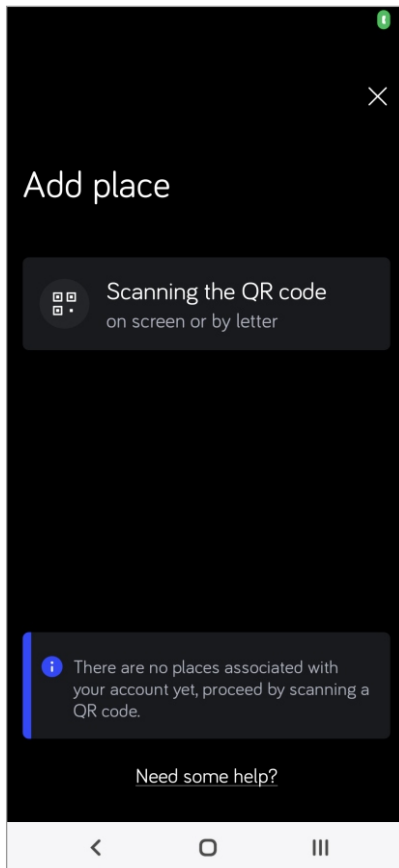 Add place
Scanning the QR code
on screen or by letter
There are no places associated with
your account yet, proceed by scanning a
QR code.
Need some help?